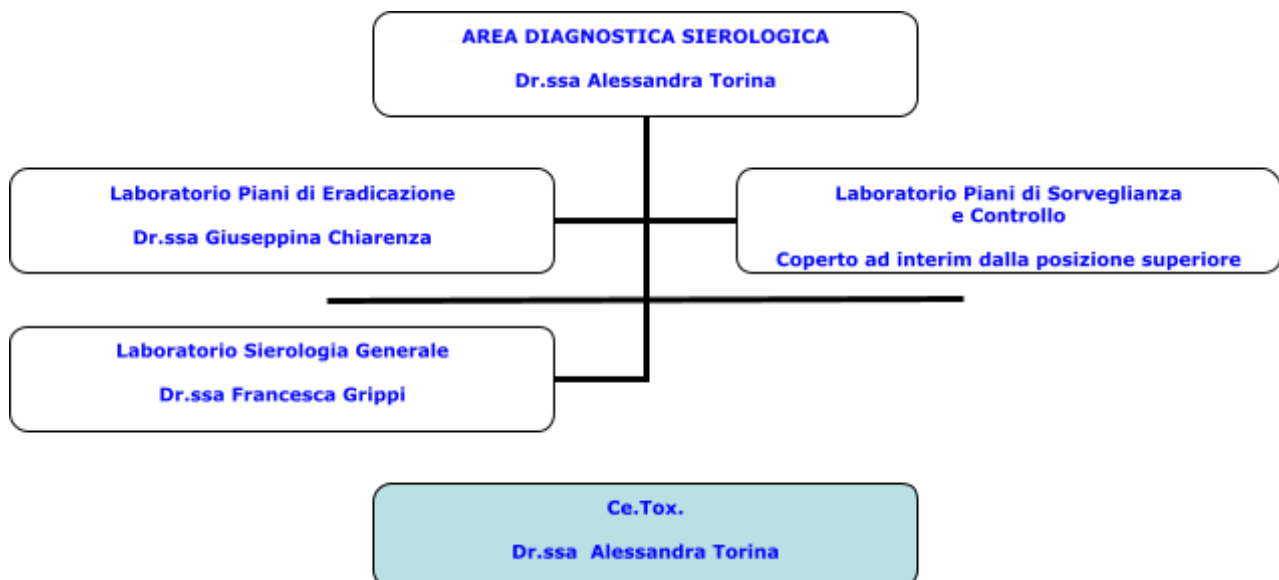 AREA DIAGNOSTICA SIEROLOGICA
Dr.ssa Alessandra Torina
Laboratorio Piani di Eradicazione
Dr.ssa Giuseppina Chiarenza
Laboratorio Piani di Sorveglianza
e Controllo
Coperto ad interim dalla posizione superiore
Laboratorio Sierologia Generale
Dr.ssa Francesca Grippi
Ce.Tox.
Dr.ssa Alessandra Torina